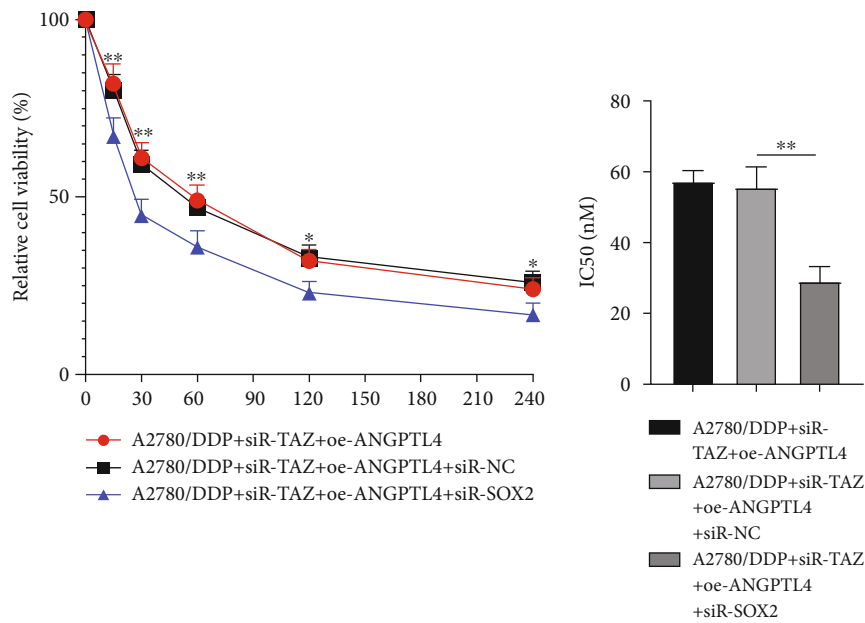 Relative cell viability (%)
100
50
0
**
**
**
*
*
0 30 60 90 120 150 180 210 240
A2780/DDP+siR-TAZ+oe-ANGPTL4
A2780/DDP+siR-TAZ+oe-ANGPTL4+siR-NC
A2780/DDP+siR-TAZ+oe-ANGPTL4+siR-SOX2
IC50 (nM)
80
60
40
20
0
**
A2780/DDP+siR-
TAZ+oe-ANGPTL4
A2780/DDP+siR-TAZ
+oe-ANGPTL4
+siR-NC
A2780/DDP+siR-TAZ
+oe-ANGPTL4
+siR-SOX2